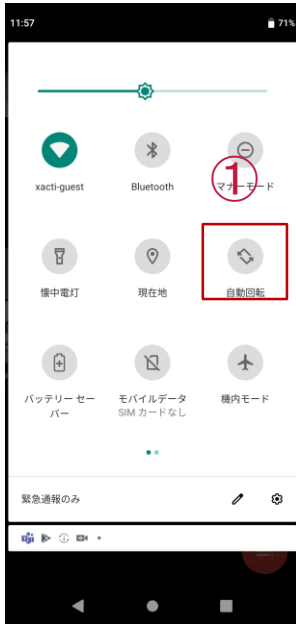 11:57 71%
xacti-guest Bluetooth マナーモード
①
懐中電灯 現在地 自動回転
バッテリー セー
バー
モバイルデータ
SIM カードなし
機内モード
緊急通報のみ